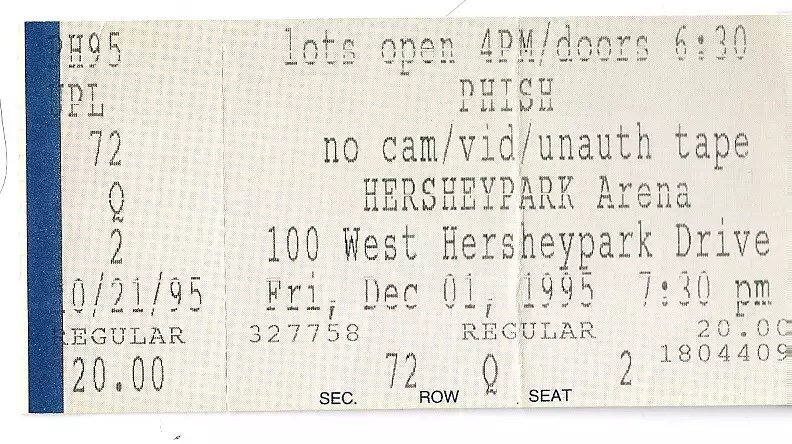 PH95 lots open 4PM/doors 6:30
UPL PHISH
72 no cam/vid/unauth tape
Q HERSHEYPARK Arena
2 100 West Hersheypark Drive
10/21/95 Fri, Dec 01, 1995 7:30 pm
REGULAR 327758 REGULAR 20.00
1804409
20.00 72 Q 2
SEC. ROW SEAT